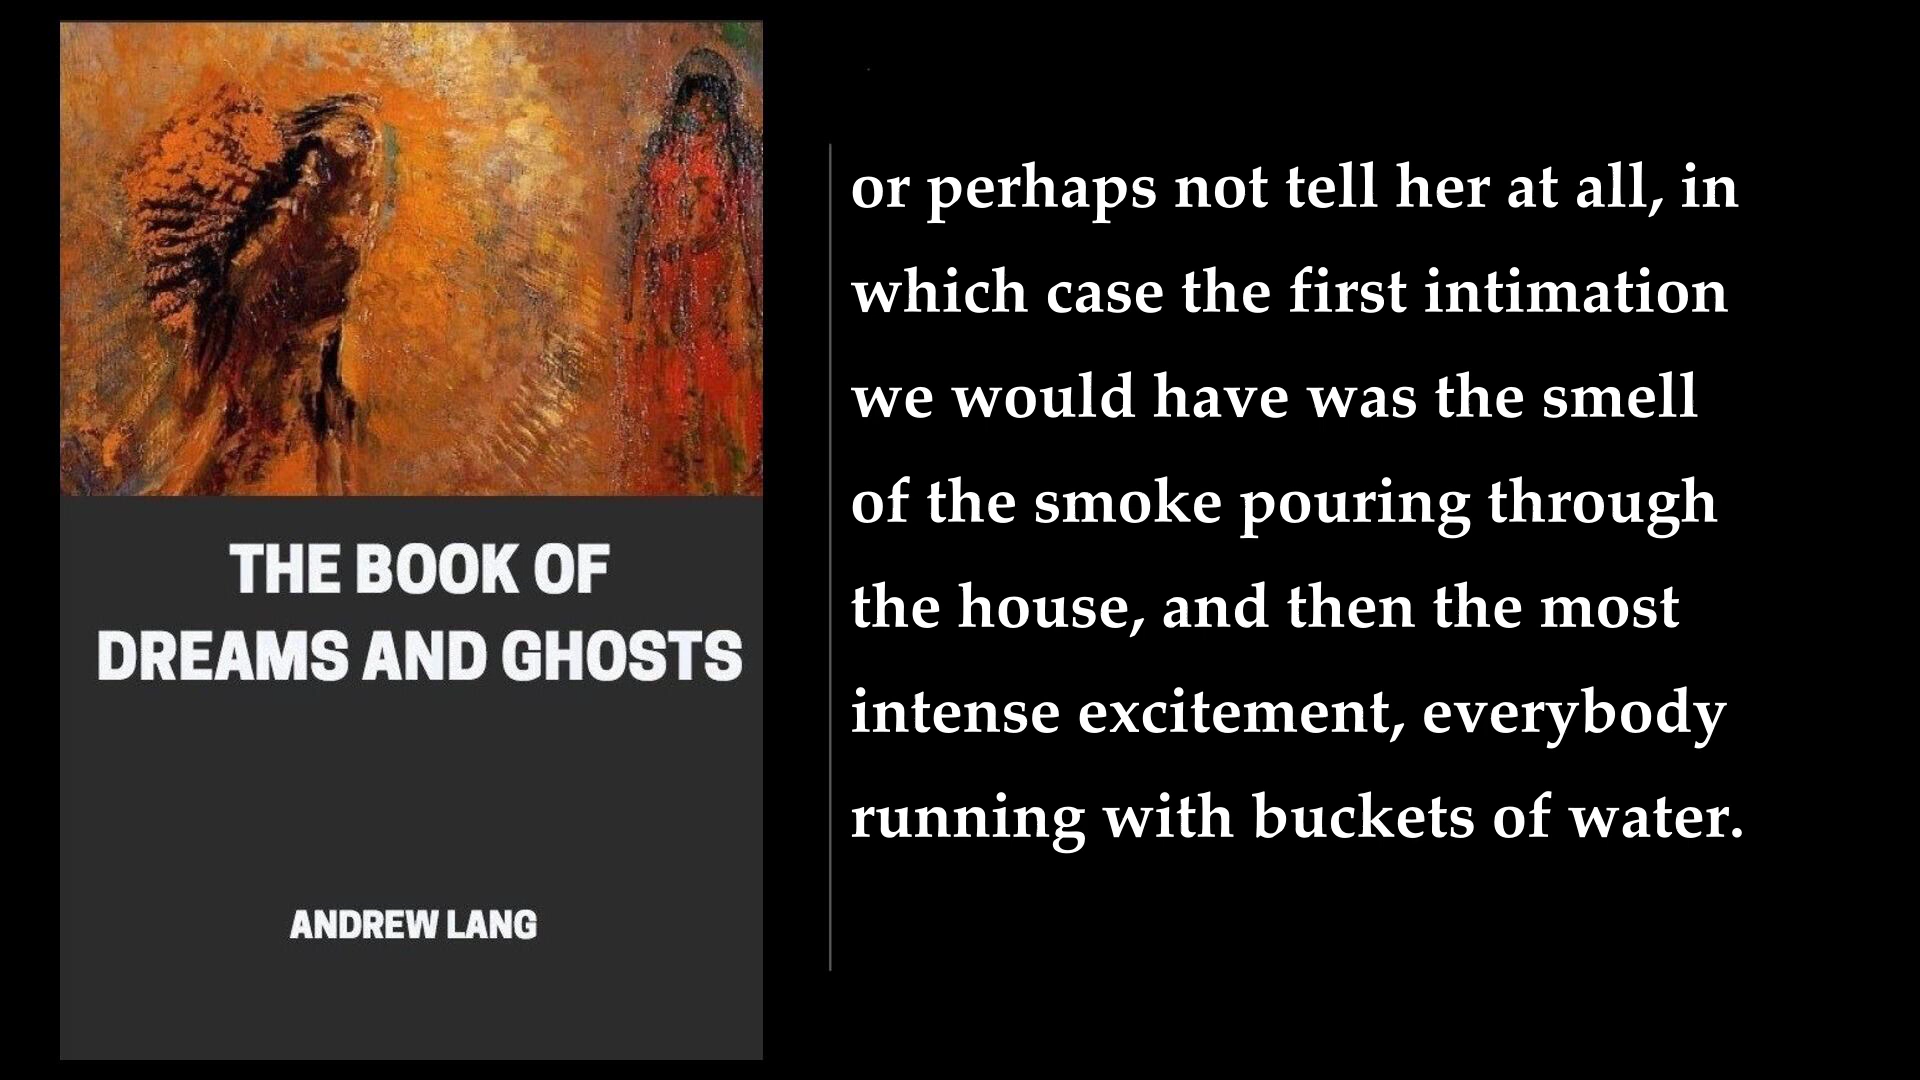 THE BOOK OF
DREAMS AND GHOSTS
ANDREW LANG
or perhaps not tell her at all, in
which case the first intimation
we would have was the smell
of the smoke pouring through
the house, and then the most
intense excitement, everybody
running with buckets of water.